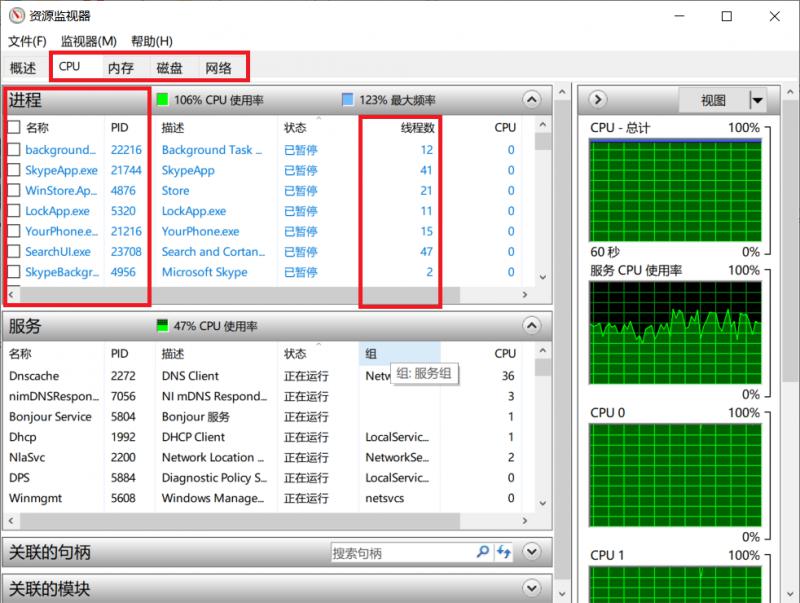 资源监视器
文件(F) 监视器(M) 帮助(H)
概述 CPU 内存 磁盘 网络
进程 106% CPU 使用率 123% 最大频率
名称 PID 描述 状态 线程数 CPU
background... 22216 Background Task ... 已暂停 12 0
SkypeApp.exe 21744 SkypeApp 已暂停 41 0
WinStore.Ap... 4876 Store 已暂停 21 0
LockApp.exe 5320 LockApp.exe 已暂停 11 0
YourPhone.e... 21216 YourPhone.exe 已暂停 15 0
SearchUI.exe 23708 Search and Cortan... 已暂停 47 0
SkypeBackgr... 4956 Microsoft Skype 已暂停 2 0
服务 47% CPU 使用率
名称 PID 描述 状态 组 CPU
Dnscache 2272 DNS Client 正在运行 Netw 36
组: 服务组
nimDNSRespon... 7056 NI mDNS Respond... 正在运行 3
Bonjour Service 5804 Bonjour 服务 正在运行 1
Dhcp 1992 DHCP Client 正在运行 LocalServic... 1
NlaSvc 2200 Network Location ... 正在运行 NetworkSe... 2
DPS 5884 Diagnostic Policy S... 正在运行 LocalServic... 0
Winmgmt 5608 Windows Manage... 正在运行 netsvcs 0
关联的句柄 搜索句柄
关联的模块
视图
CPU - 总计 100%
60 秒 0%
服务 CPU 使用率 100%
0%
CPU 0 100%
0%
CPU 1 100%